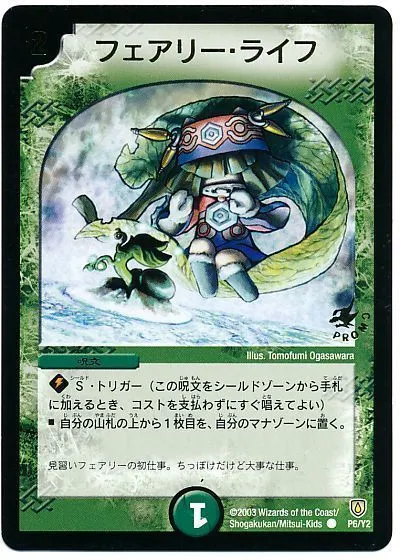 2
フェアリー・ライフ
PROMO
Illus. Tomofumi Ogasawara
呪文
S・トリガー（この呪文をシールドゾーンから手札
に加えるとき、コストを支払わずにすぐ唱えてよい）
■ 自分の山札の上から1枚目を、自分のマナゾーンに置く。
見習いフェアリーの初仕事。ちっぽけだけど大事な仕事。
1
©2003 Wizards of the Coast/
Shogakukan/Mitsui-Kids
P6/Y2